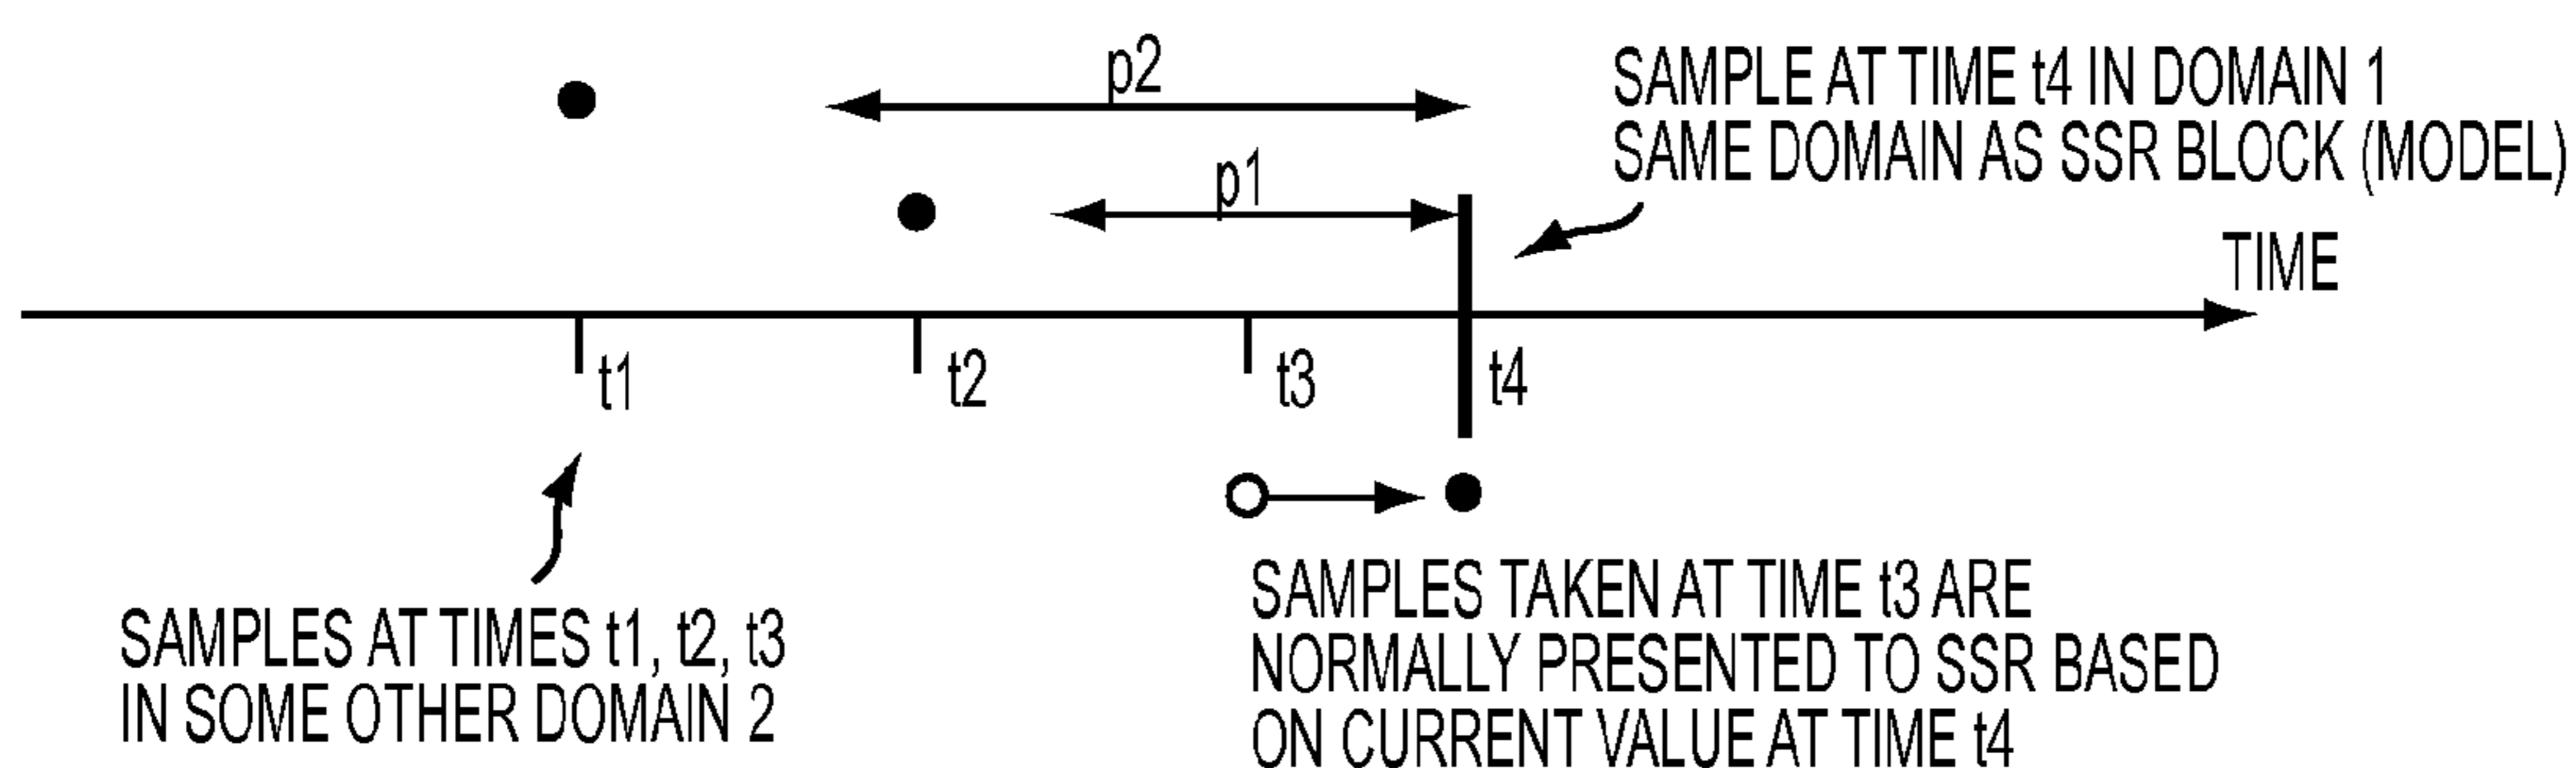 p2
SAMPLE AT TIME t4 IN DOMAIN 1
SAME DOMAIN AS SSR BLOCK (MODEL)
p1
TIME
t1
t2
t3
t4
SAMPLES AT TIMES t1, t2, t3
IN SOME OTHER DOMAIN 2
SAMPLES TAKEN AT TIME t3 ARE
NORMALLY PRESENTED TO SSR BASED
ON CURRENT VALUE AT TIME t4